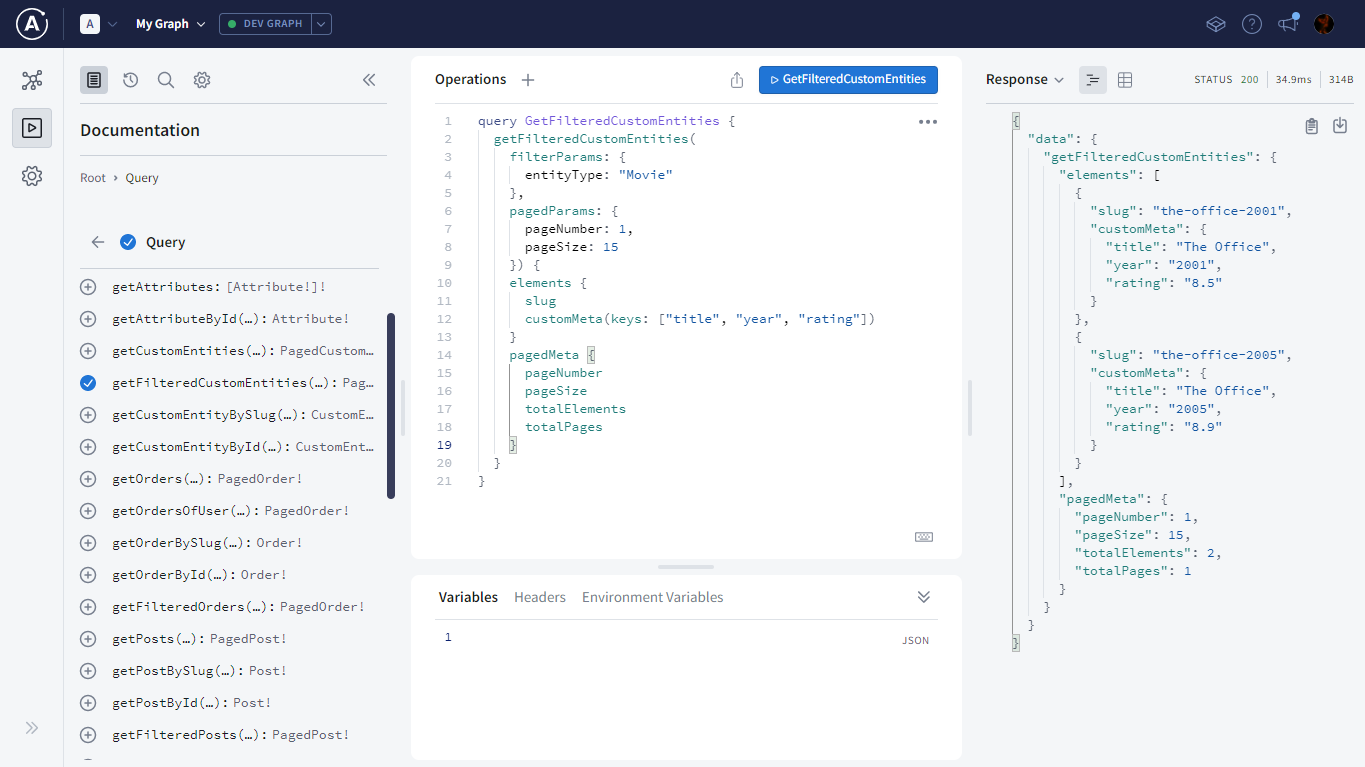 A
My Graph
DEV GRAPH
Documentation
Root › Query
Query
getAttributes: [Attribute!]!
getAttributeById(…): Attribute!
getCustomEntities(…): PagedCustom…
getFilteredCustomEntities(…): Pag…
getCustomEntityBySlug(…): CustomE…
getCustomEntityById(…): CustomEnt…
getOrders(…): PagedOrder!
getOrdersOfUser(…): PagedOrder!
getOrderBySlug(…): Order!
getOrderById(…): Order!
getFilteredOrders(…): PagedOrder!
getPosts(…): PagedPost!
getPostBySlug(…): Post!
getPostById(…): Post!
getFilteredPosts(…): PagedPost!
Operations
GetFilteredCustomEntities
1 query GetFilteredCustomEntities {
2 getFilteredCustomEntities(
3 filterParams: {
4 entityType: "Movie"
5 },
6 pagedParams: {
7 pageNumber: 1,
8 pageSize: 15
9 }) {
10 elements {
11 slug
12 customMeta(keys: ["title", "year", "rating"])
13 }
14 pagedMeta {
15 pageNumber
16 pageSize
17 totalElements
18 totalPages
19 }
20 }
21 }
Variables Headers Environment Variables
1
JSON
Response
STATUS 200 34.9ms 314B
{
"data": {
"getFilteredCustomEntities": {
"elements": [
{
"slug": "the-office-2001",
"customMeta": {
"title": "The Office",
"year": "2001",
"rating": "8.5"
}
},
{
"slug": "the-office-2005",
"customMeta": {
"title": "The Office",
"year": "2005",
"rating": "8.9"
}
}
],
"pagedMeta": {
"pageNumber": 1,
"pageSize": 15,
"totalElements": 2,
"totalPages": 1
}
}
}
}